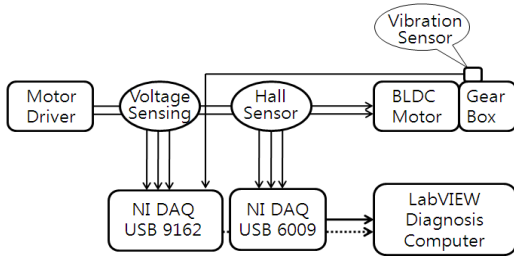 Vibration
Sensor
Motor
Driver
Voltage
Sensing
Hall
Sensor
BLDC
Motor
Gear
Box
NI DAQ
USB 9162
NI DAQ
USB 6009
LabVIEW
Diagnosis
Computer